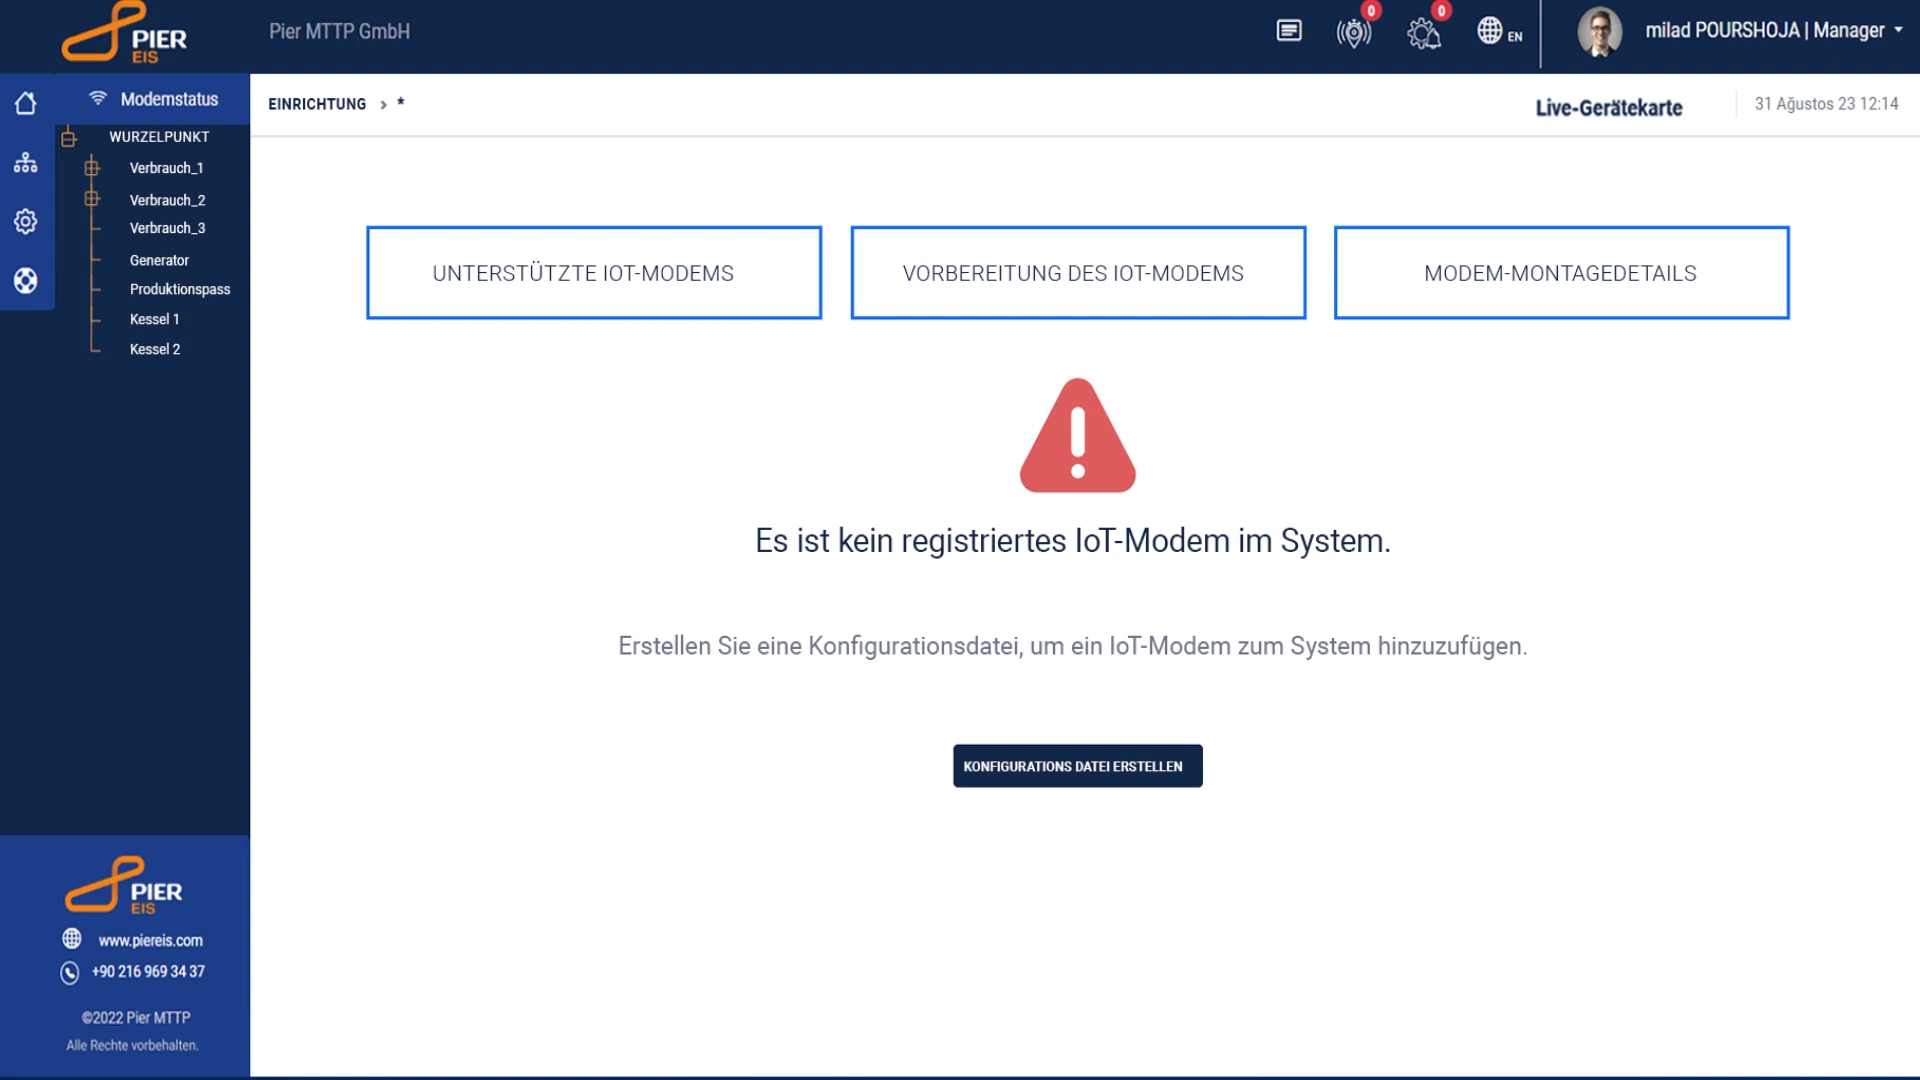 PIER
EIS
Pier MTTP GmbH
0
0
EN
milad POURSHOJA | Manager
Modemstatus
EINRICHTUNG > *
Live-Gerätekarte
31 Ağustos 23 12:14
WURZELPUNKT
Verbrauch_1
Verbrauch_2
Verbrauch_3
Generator
Produktionspass
Kessel 1
Kessel 2
UNTERSTÜTZTE IOT-MODEMS
VORBEREITUNG DES IOT-MODEMS
MODEM-MONTAGEDETAILS
Es ist kein registriertes IoT-Modem im System.
Erstellen Sie eine Konfigurationsdatei, um ein IoT-Modem zum System hinzuzufügen.
KONFIGURATIONS DATEI ERSTELLEN
PIER
EIS
www.piereis.com
+90 216 969 34 37
©2022 Pier MTTP
Alle Rechte vorbehalten.